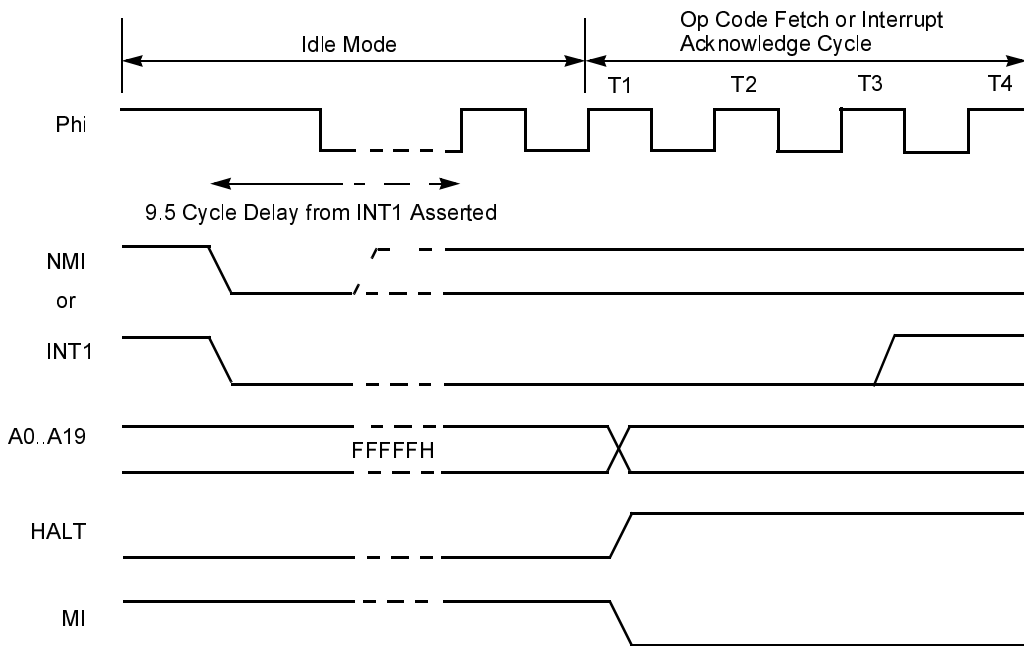 Op Code Fetch or Interrupt
Idle Mode
Acknowledge Cycle
T1 T2 T3 T4
Phi
9.5 Cycle Delay from INT1 Asserted
NMI
or
INT1
A0..A19
FFFFFH
HALT
MI